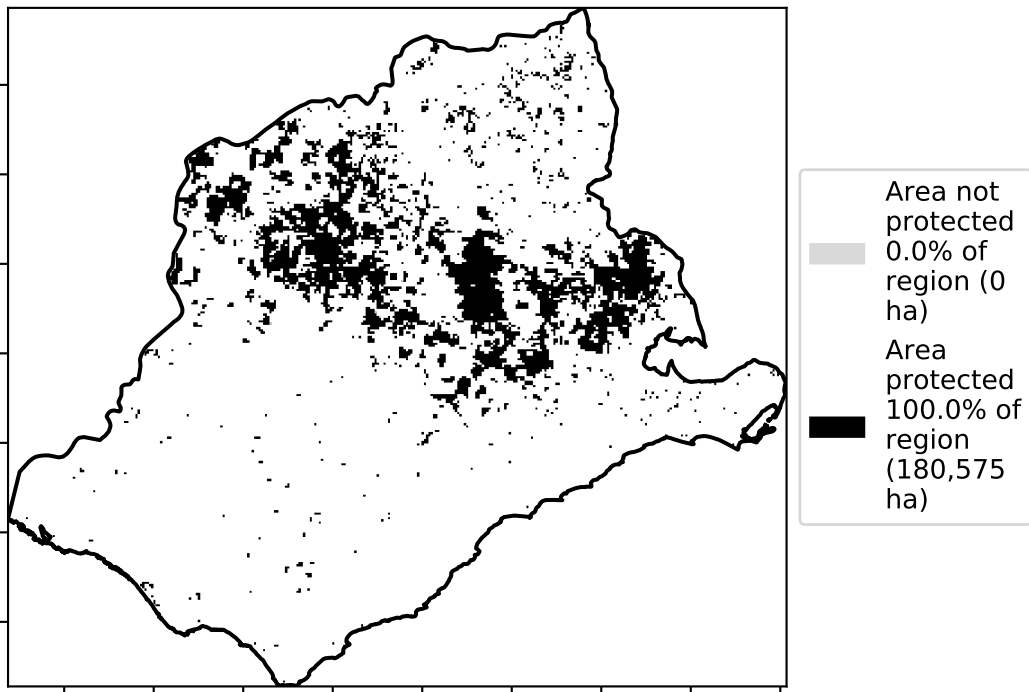 Area not
protected
0.0% of
region (0
ha)
Area
protected
100.0% of
region
(180,575
ha)